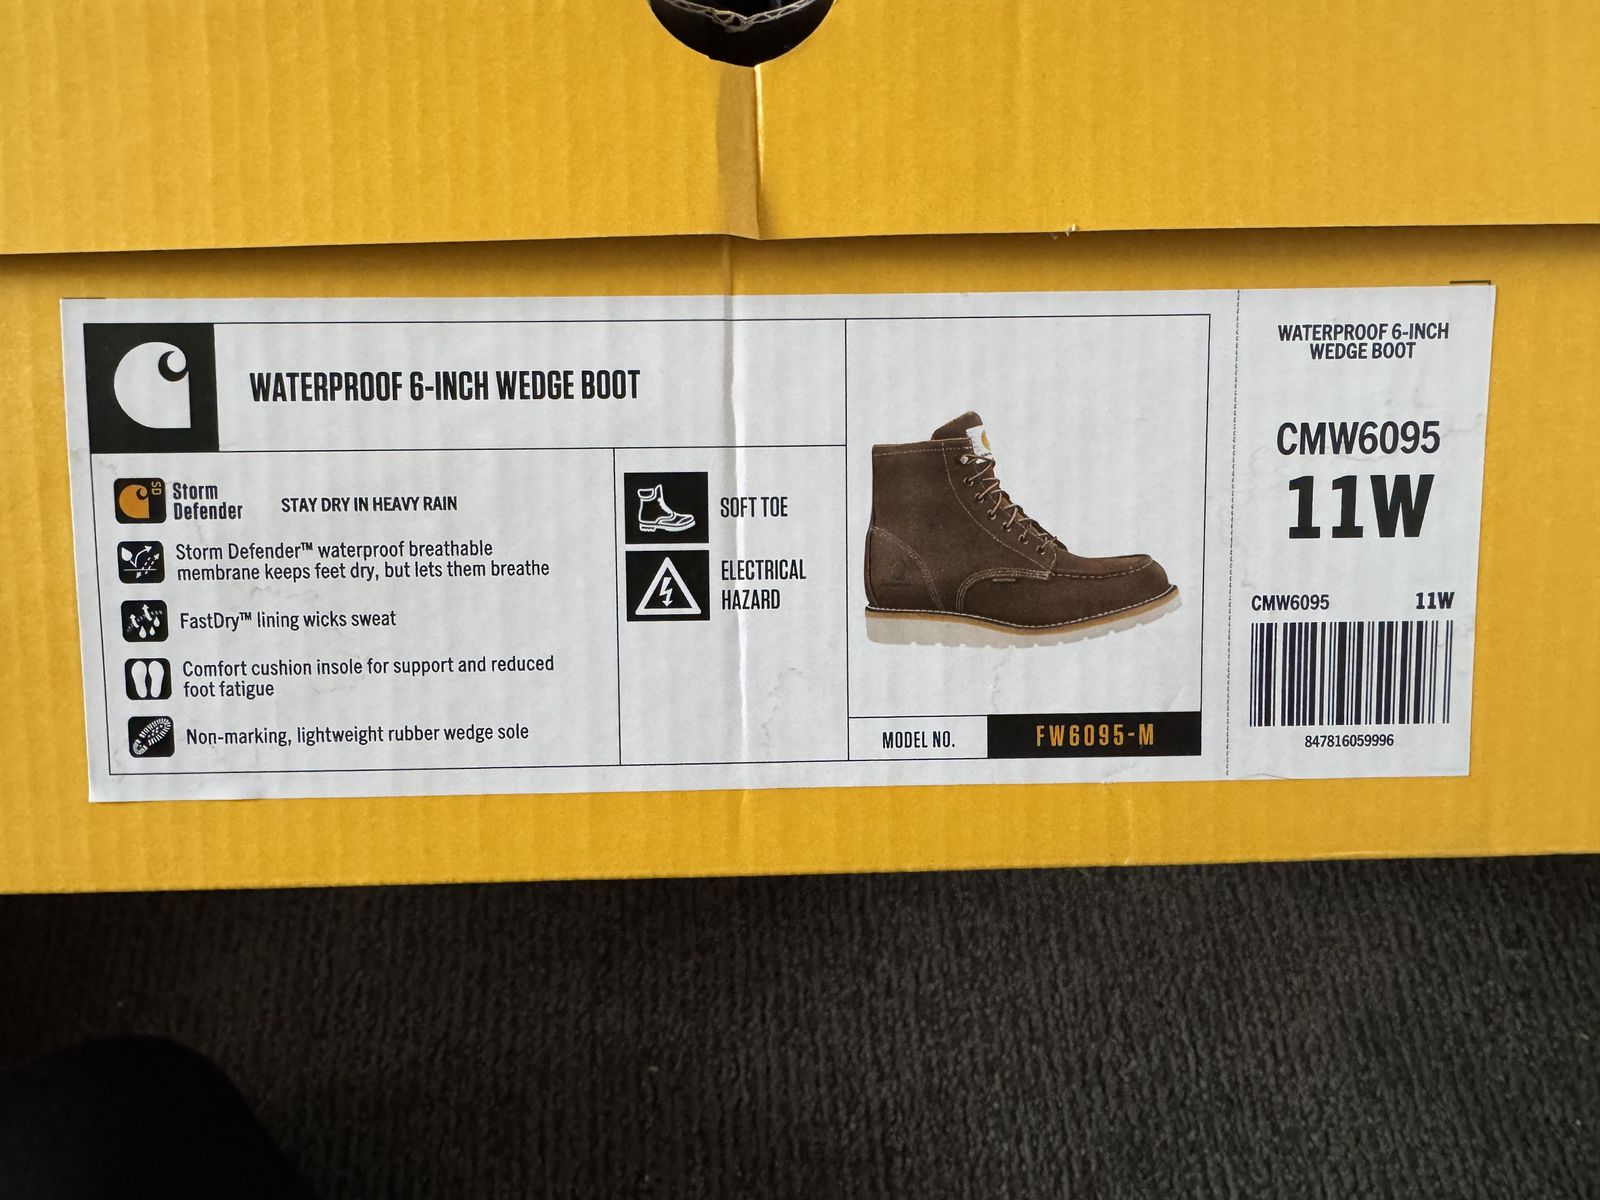 WATERPROOF 6-INCH WEDGE BOOT
SD
Storm
Defender
STAY DRY IN HEAVY RAIN
Storm Defender™ waterproof breathable
membrane keeps feet dry, but lets them breathe
FastDry™ lining wicks sweat
Comfort cushion insole for support and reduced
foot fatigue
Non-marking, lightweight rubber wedge sole
SOFT TOE
ELECTRICAL
HAZARD
MODEL NO.
FW6095-M
WATERPROOF 6-INCH
WEDGE BOOT
CMW6095
11W
CMW6095 11W
847816059996